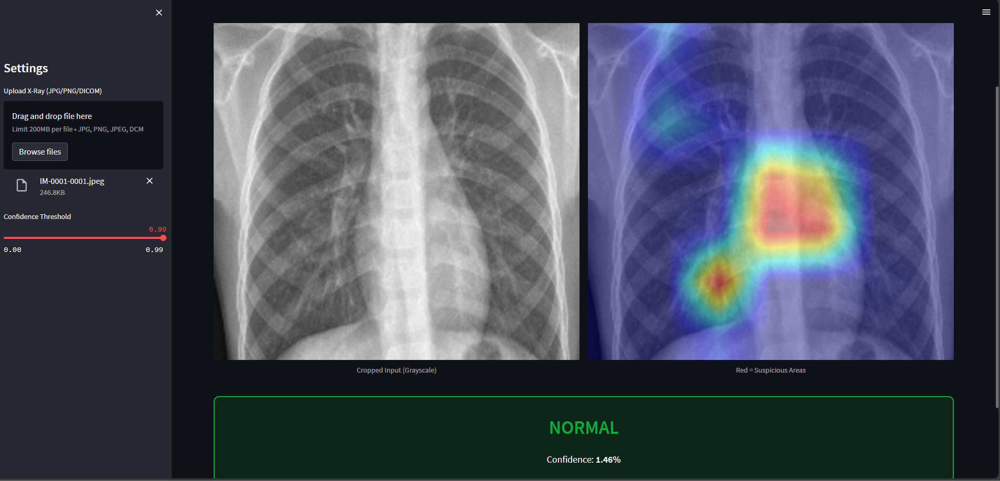 Settings
Upload X-Ray (JPG/PNG/DICOM)
Drag and drop file here
Limit 200MB per file • JPG, PNG, JPEG, DCM
Browse files
IM-0001-0001.jpeg
246.8KB
Confidence Threshold
0.99
0.00 0.99
Cropped Input (Grayscale)
Red = Suspicious Areas
NORMAL
Confidence: 1.46%